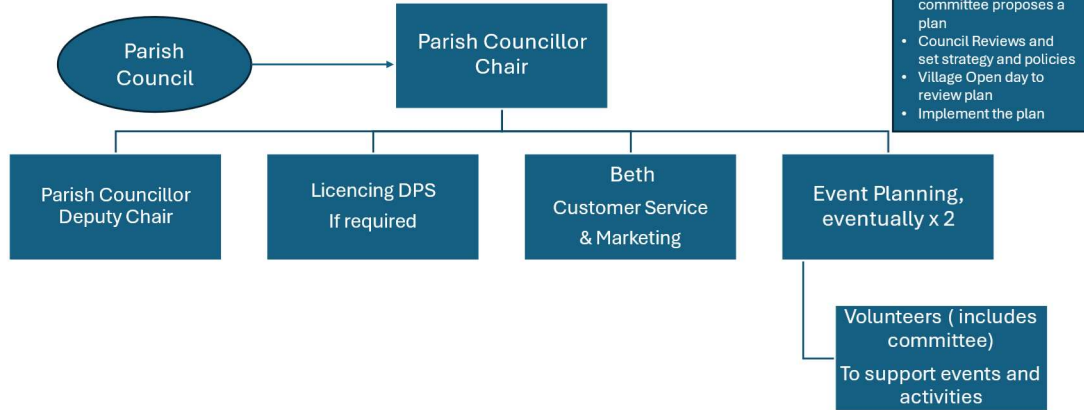 committee proposes a
plan
• Council Reviews and
set strategy and policies
• Village Open day to
review plan
• Implement the plan
Parish
Council
Parish Councillor
Chair
Parish Councillor
Deputy Chair
Licencing DPS
If required
Beth
Customer Service
& Marketing
Event Planning,
eventually x 2
Volunteers ( includes
committee)
To support events and
activities